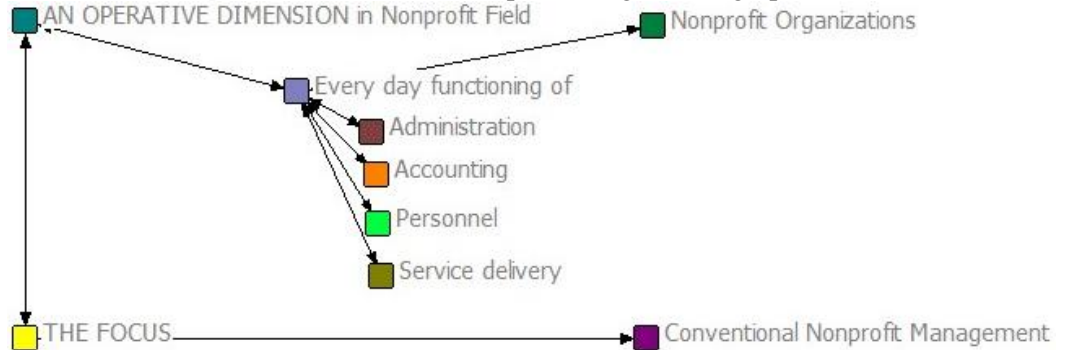 AN OPERATIVE DIMENSION in Nonprofit Field
Nonprofit Organizations
Every day functioning of
Administration
Accounting
Personnel
Service delivery
THE FOCUS
Conventional Nonprofit Management